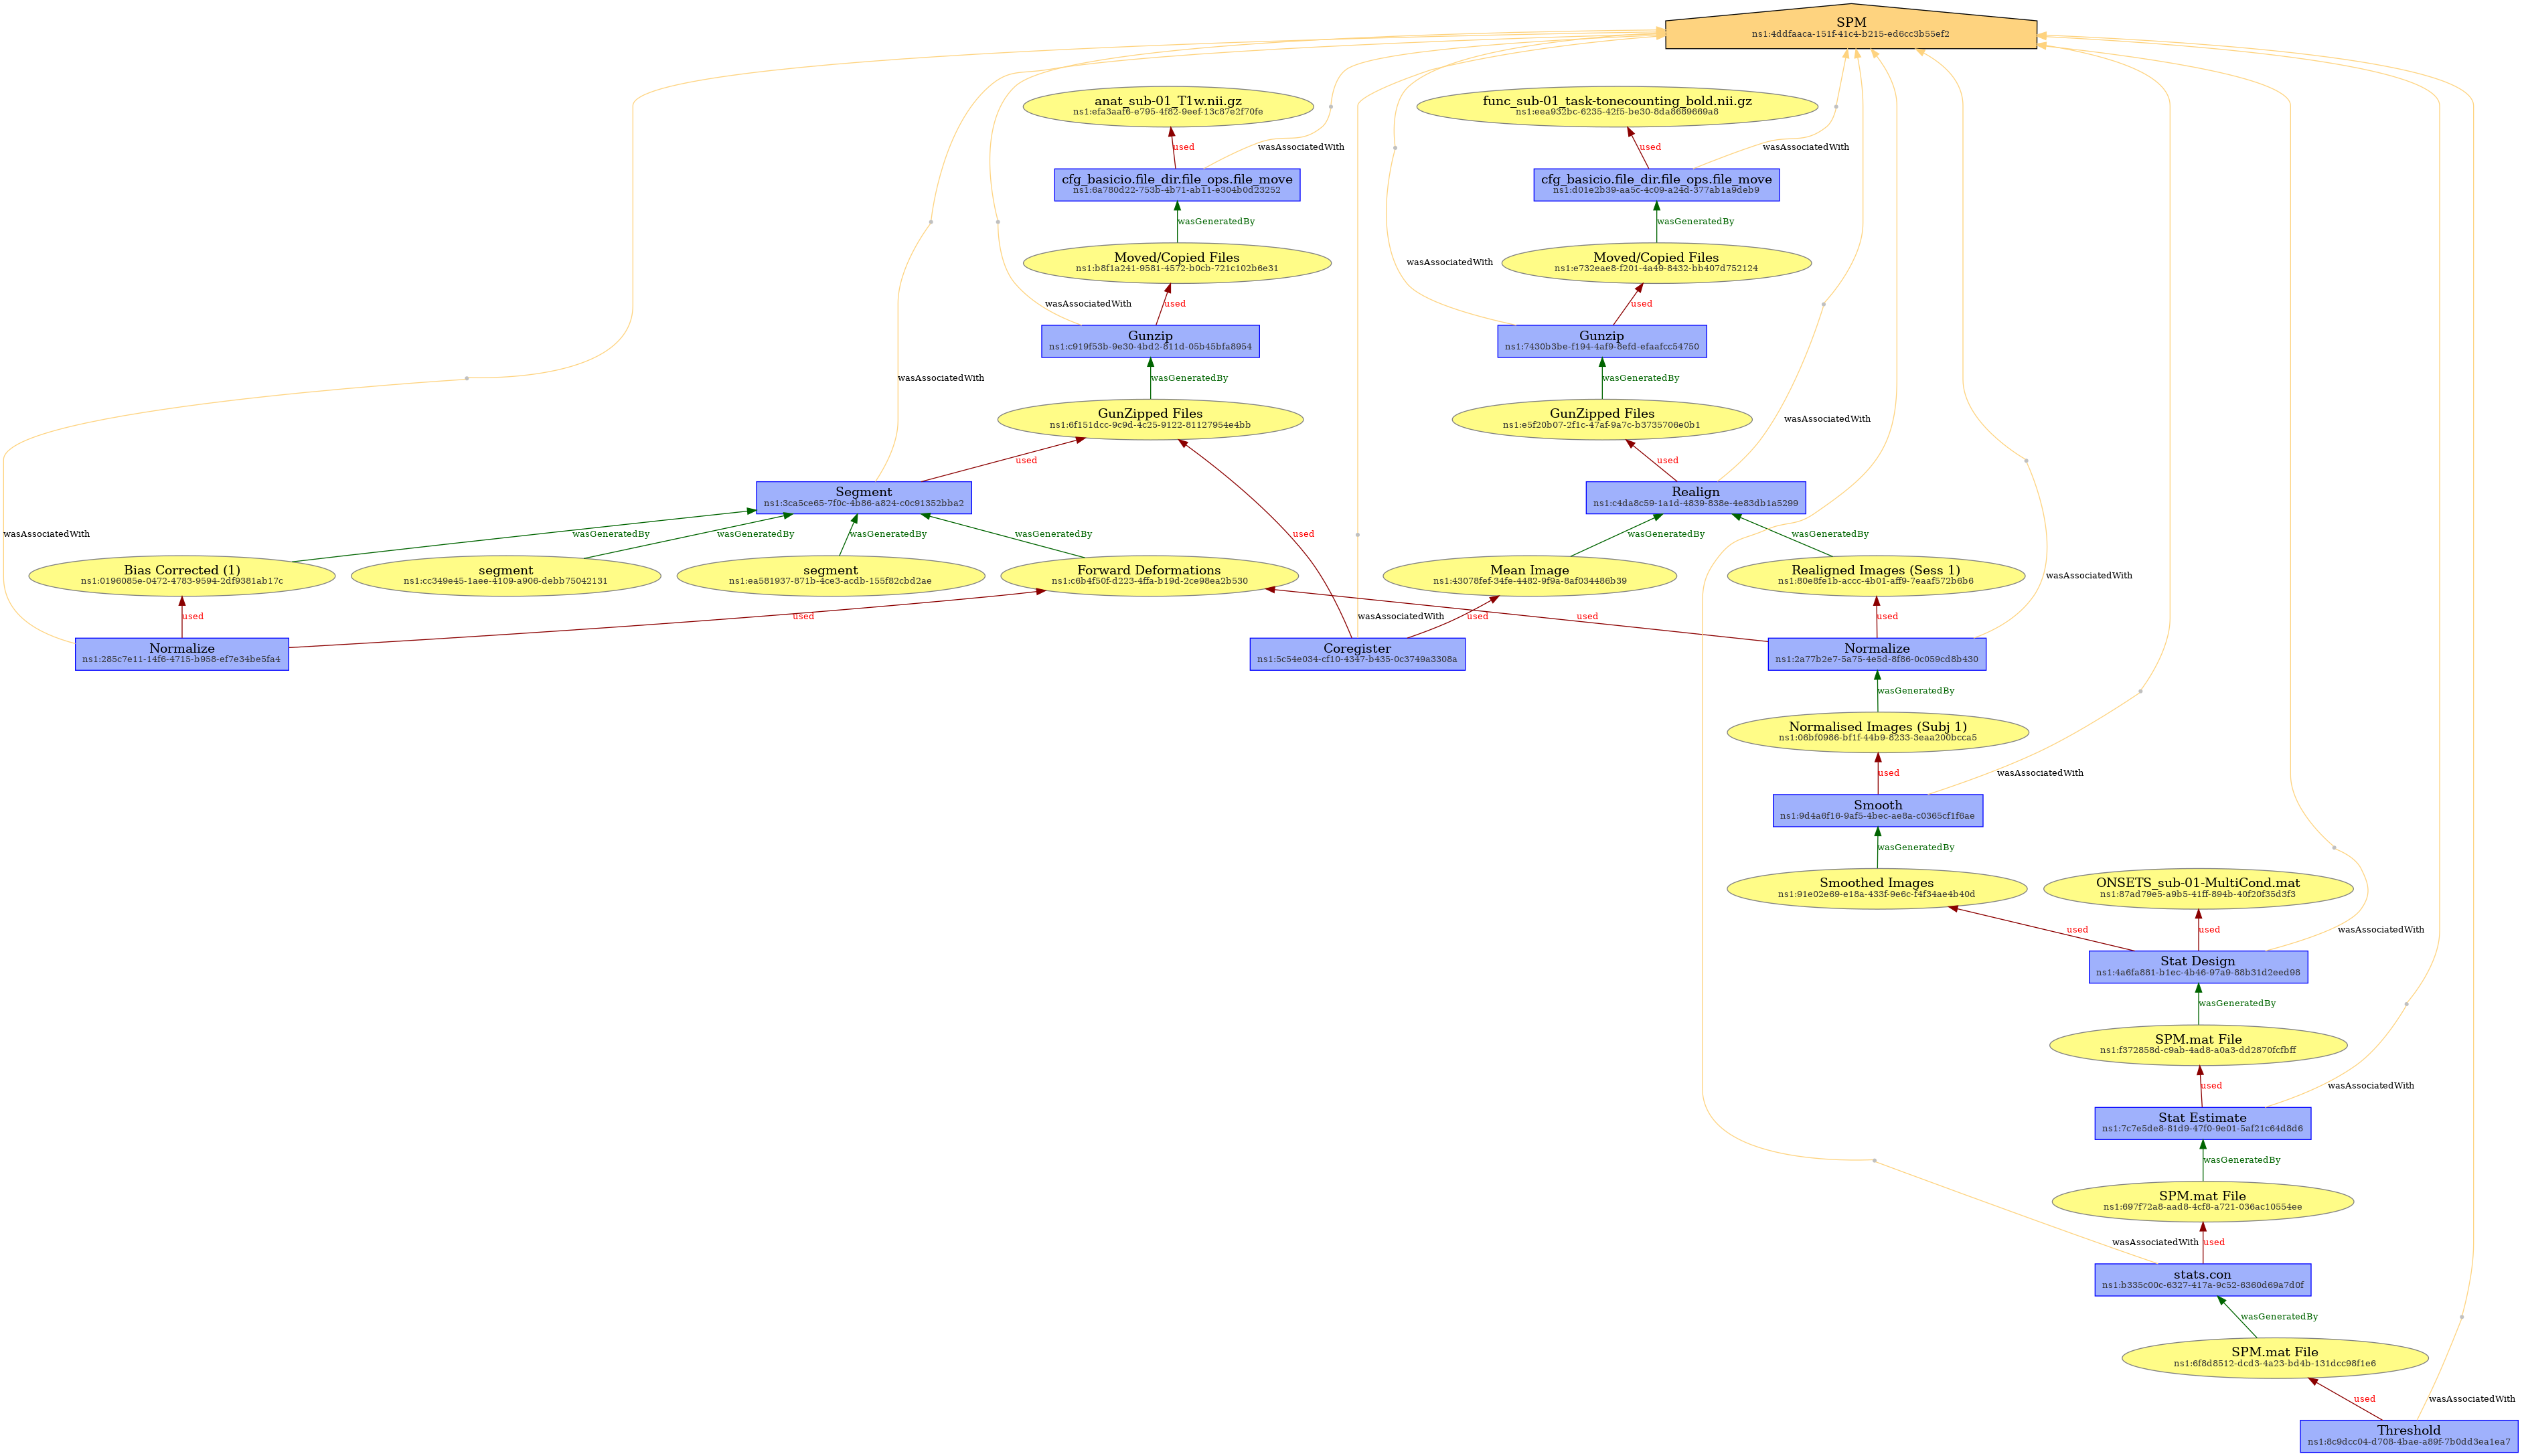 SPM
ns1:4ddfaaca-151f-41c4-b215-ed6cc3b55ef2
anat_sub-01_T1w.nii.gz
ns1:efa3aaf6-e795-4f82-9eef-13c87e2f70fe
func_sub-01_task-tonecounting_bold.nii.gz
ns1:eea932bc-6235-42f5-be30-8da8689669a8
used
wasAssociatedWith
used
wasAssociatedWith
cfg_basicio.file_dir.file_ops.file_move
ns1:6a780d22-753b-4b71-ab11-e304b0d23252
cfg_basicio.file_dir.file_ops.file_move
ns1:d01e2b39-aa5c-4c09-a24d-377ab1a9deb9
wasGeneratedBy
wasGeneratedBy
Moved/Copied Files
ns1:b8f1a241-9581-4572-b0cb-721c102b6e31
wasAssociatedWith
Moved/Copied Files
ns1:e732eae8-f201-4a49-8432-bb407d752124
wasAssociatedWith
used
used
Gunzip
ns1:c919f53b-9e30-4bd2-811d-05b45bfa8954
Gunzip
ns1:7430b3be-f194-4af9-8efd-efaafcc54750
wasAssociatedWith
wasGeneratedBy
wasGeneratedBy
GunZipped Files
ns1:6f151dcc-9c9d-4c25-9122-81127954e4bb
GunZipped Files
ns1:e5f20b07-2f1c-47af-9a7c-b3735706e0b1
wasAssociatedWith
used
used
Segment
ns1:3ca5ce65-7f0c-4b86-a824-c0c91352bba2
Realign
ns1:c4da8c59-1a1d-4839-838e-4e83db1a5299
wasAssociatedWith
wasGeneratedBy
wasGeneratedBy
wasGeneratedBy
wasGeneratedBy
used
wasGeneratedBy
wasGeneratedBy
Bias Corrected (1)
ns1:0196085e-0472-4783-9594-2df9381ab17c
segment
ns1:cc349e45-1aee-4109-a906-debb75042131
segment
ns1:ea581937-871b-4ce3-acdb-155f82cbd2ae
Forward Deformations
ns1:c6b4f50f-d223-4ffa-b19d-2ce98ea2b530
Mean Image
ns1:43078fef-34fe-4482-9f9a-8af034486b39
Realigned Images (Sess 1)
ns1:80e8fe1b-accc-4b01-aff9-7eaaf572b6b6
wasAssociatedWith
used
used
wasAssociatedWith
used
used
used
Normalize
ns1:285c7e11-14f6-4715-b958-ef7e34be5fa4
Coregister
ns1:5c54e034-cf10-4347-b435-0c3749a3308a
Normalize
ns1:2a77b2e7-5a75-4e5d-8f86-0c059cd8b430
wasGeneratedBy
Normalised Images (Subj 1)
ns1:06bf0986-bf1f-44b9-8233-3eaa200bcca5
used
wasAssociatedWith
Smooth
ns1:9d4a6f16-9af5-4bec-ae8a-c0365cf1f6ae
wasGeneratedBy
Smoothed Images
ns1:91e02e69-e18a-433f-9e6c-f4f34ae4b40d
ONSETS_sub-01-MultiCond.mat
ns1:87ad79e5-a9b5-41ff-894b-40f20f35d3f3
used
used
wasAssociatedWith
Stat Design
ns1:4a6fa881-b1ec-4b46-97a9-88b31d2eed98
wasGeneratedBy
SPM.mat File
ns1:f372858d-c9ab-4ad8-a0a3-dd2870fcfbff
used
wasAssociatedWith
Stat Estimate
ns1:7c7e5de8-81d9-47f0-9e01-5af21c64d8d6
wasGeneratedBy
SPM.mat File
ns1:697f72a8-aad8-4cf8-a721-036ac10554ee
wasAssociatedWith
used
stats.con
ns1:b335c00c-6327-417a-9c52-6360d69a7d0f
wasGeneratedBy
SPM.mat File
ns1:6f8d8512-dcd3-4a23-bd4b-131dcc98f1e6
used
wasAssociatedWith
Threshold
ns1:8c9dcc04-d708-4bae-a89f-7b0dd3ea1ea7